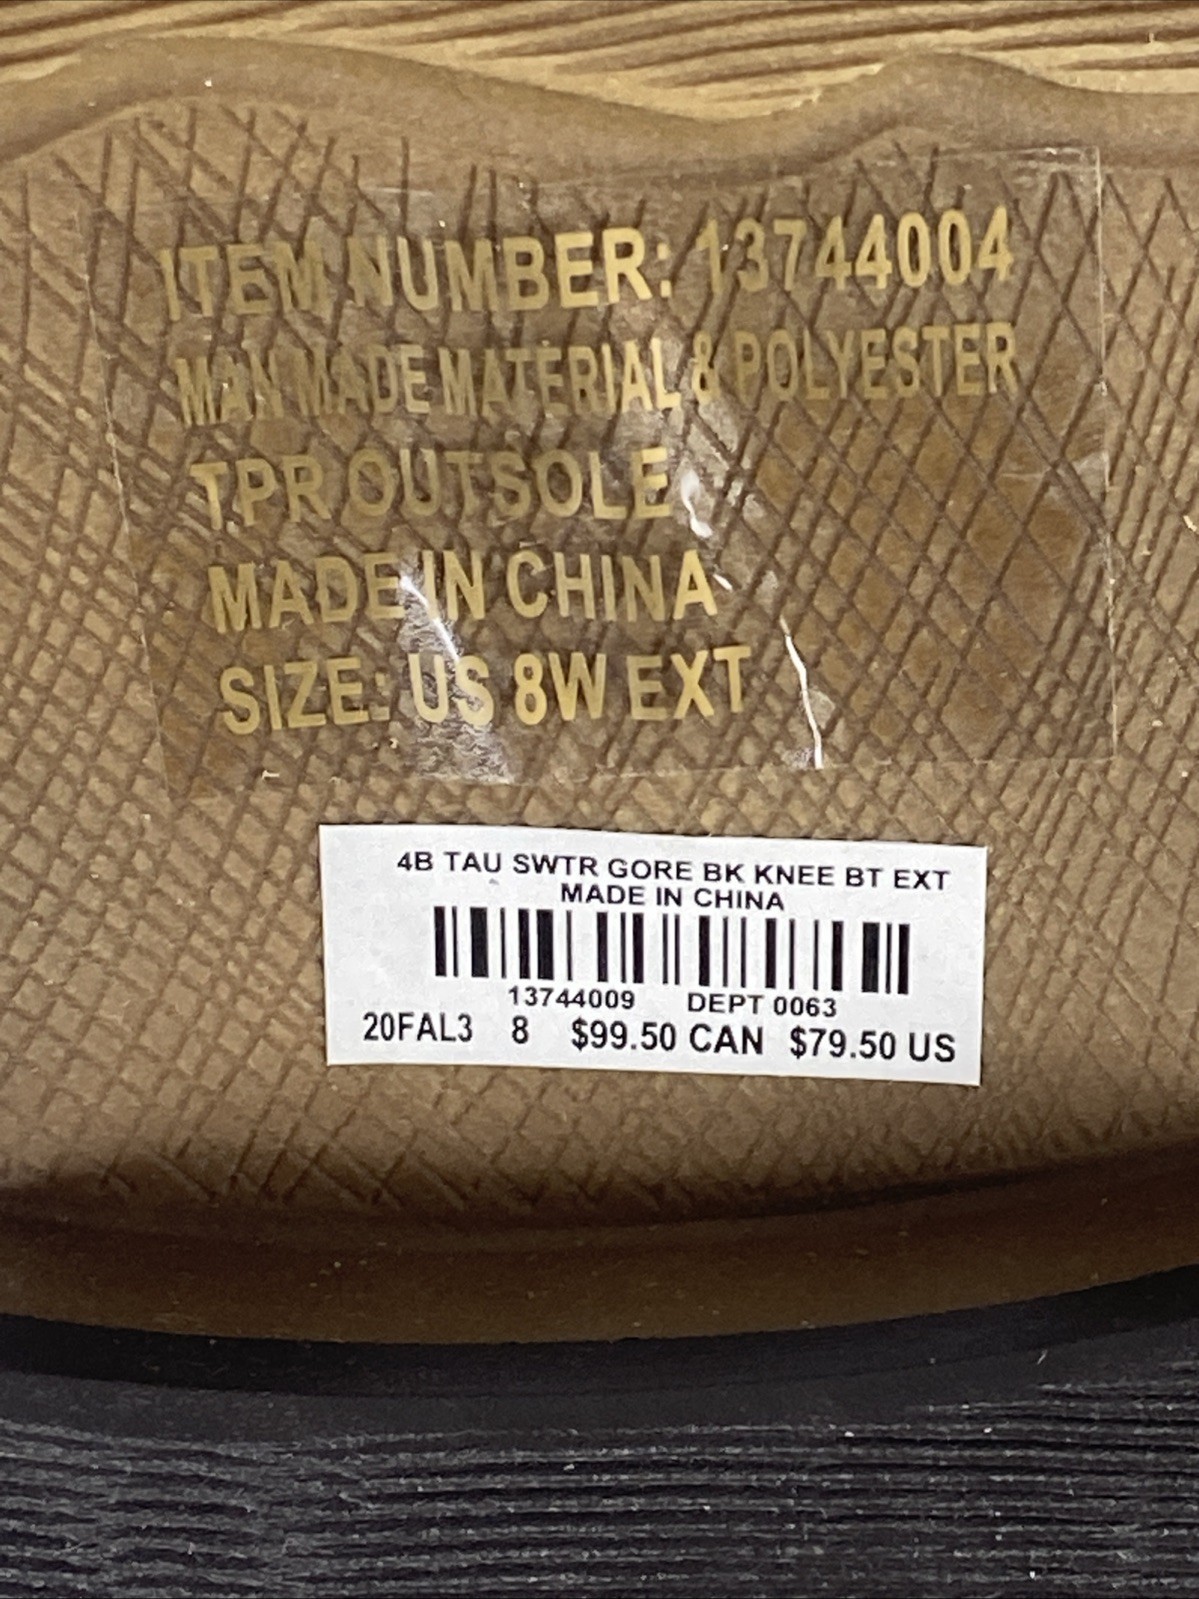 ITEM NUMBER: 13744004
MAN MADE MATERIAL & POLYESTER
TPR OUTSOLE
MADE IN CHINA
SIZE: US 8W EXT
4B TAU SWTR GORE BK KNEE BT EXT
MADE IN CHINA
13744009 DEPT 0063
20FAL3 8 $99.50 CAN $79.50 US